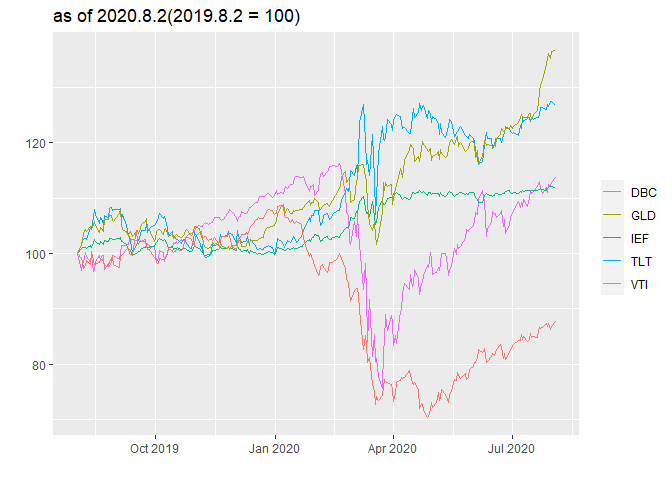 as of 2020.8.2(2019.8.2 = 100)
120
100
80
Oct 2019
Jan 2020
Apr 2020
Jul 2020
DBC
GLD
IEF
TLT
VTI